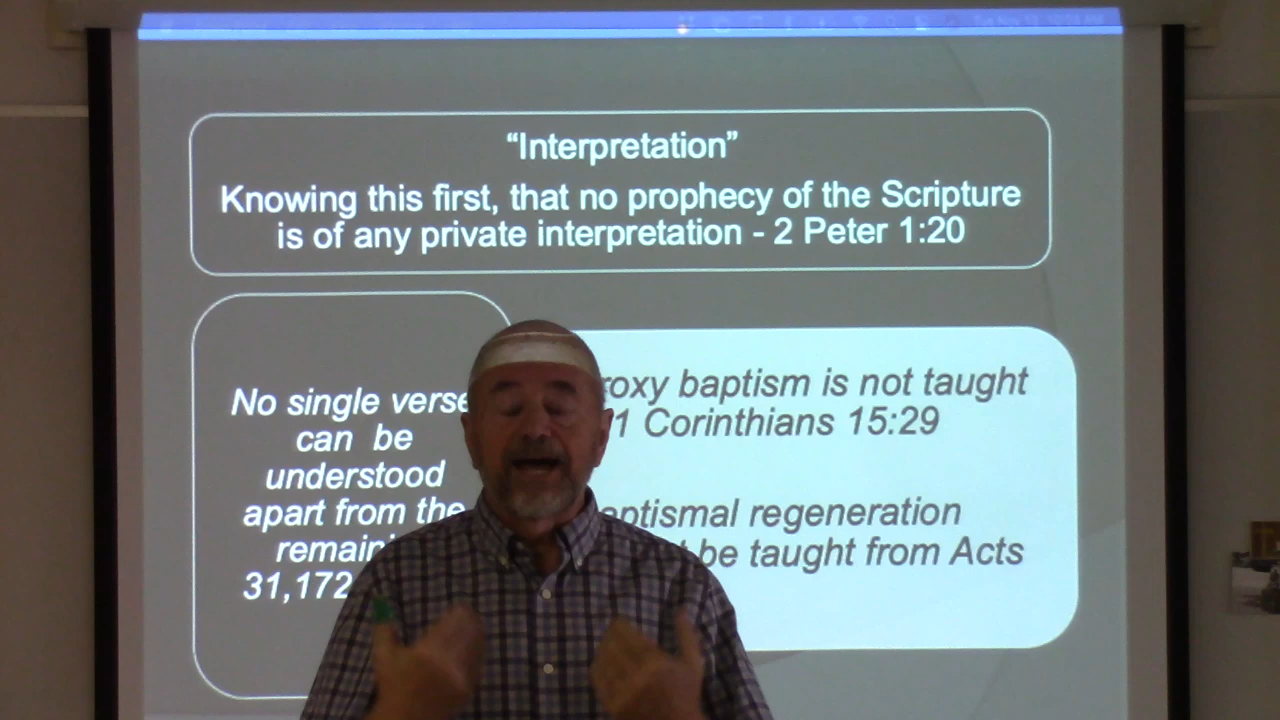 “Interpretation”
Knowing this first, that no prophecy of the Scripture
is of any private interpretation - 2 Peter 1:20
No single verse
can be
understood
apart from the
31,172
baptism is not taught
1 Corinthians 15:29
regeneration
be taught from Acts